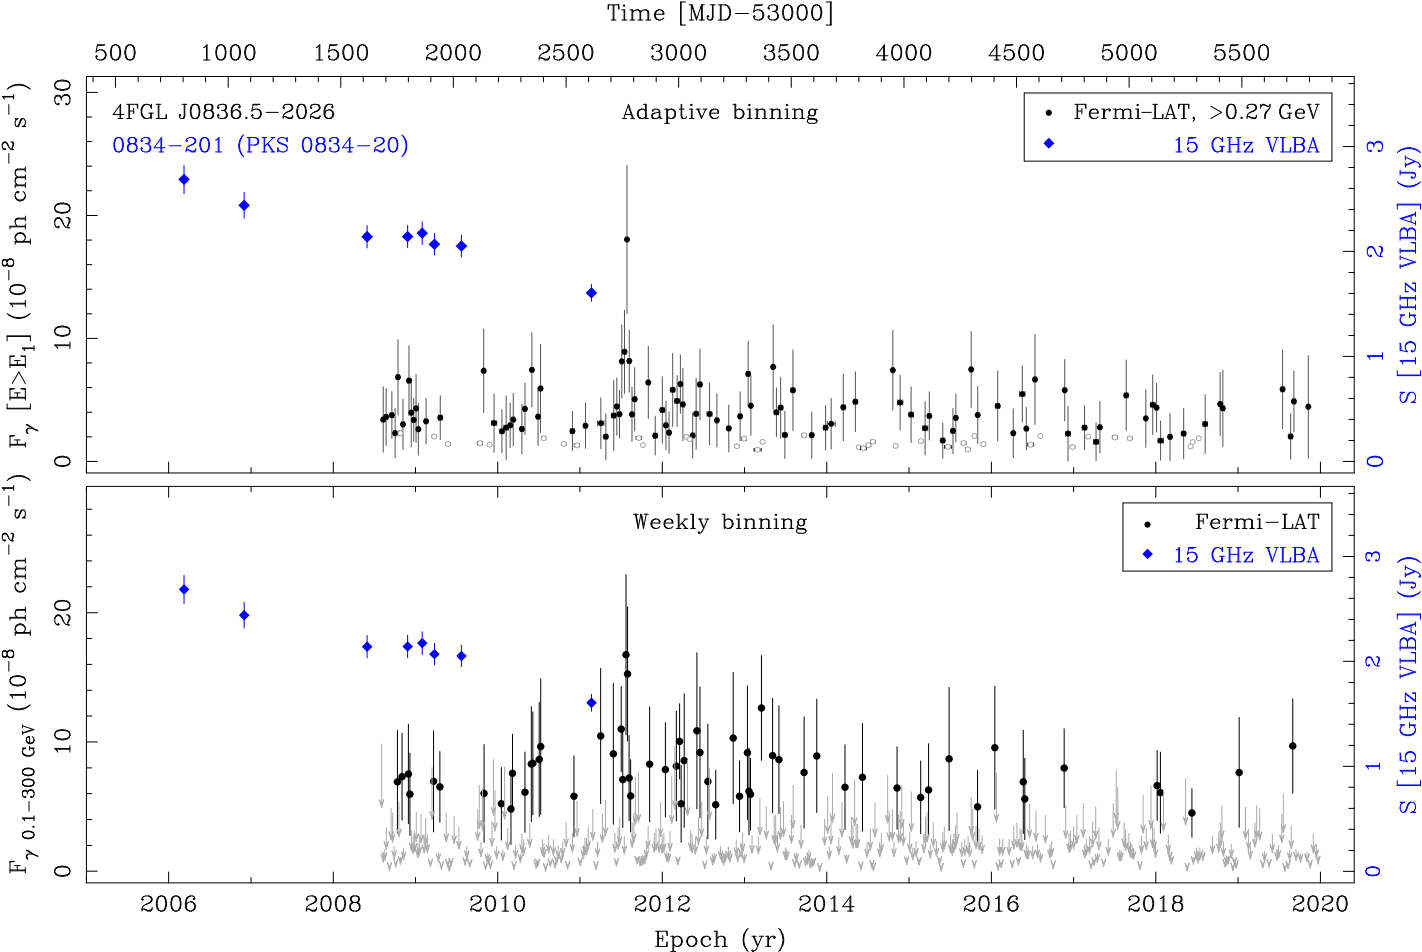 Time [MJD−53000]
500 1000 1500 2000 2500 3000 3500 4000 4500 5000 5500
4FGL J0836.5−2026
0834−201 (PKS 0834−20)
Adaptive binning
Fermi−LAT, >0.27 GeV
15 GHz VLBA
F_γ [E>E_1] (10^−8 ph cm^−2 s^−1)
30
20
10
0
3
2
1
0
S [15 GHz VLBA] (Jy)
Weekly binning
Fermi−LAT
15 GHz VLBA
F_γ 0.1−300 GeV (10^−8 ph cm^−2 s^−1)
20
10
0
3
2
1
0
S [15 GHz VLBA] (Jy)
2006 2008 2010 2012 2014 2016 2018 2020
Epoch (yr)